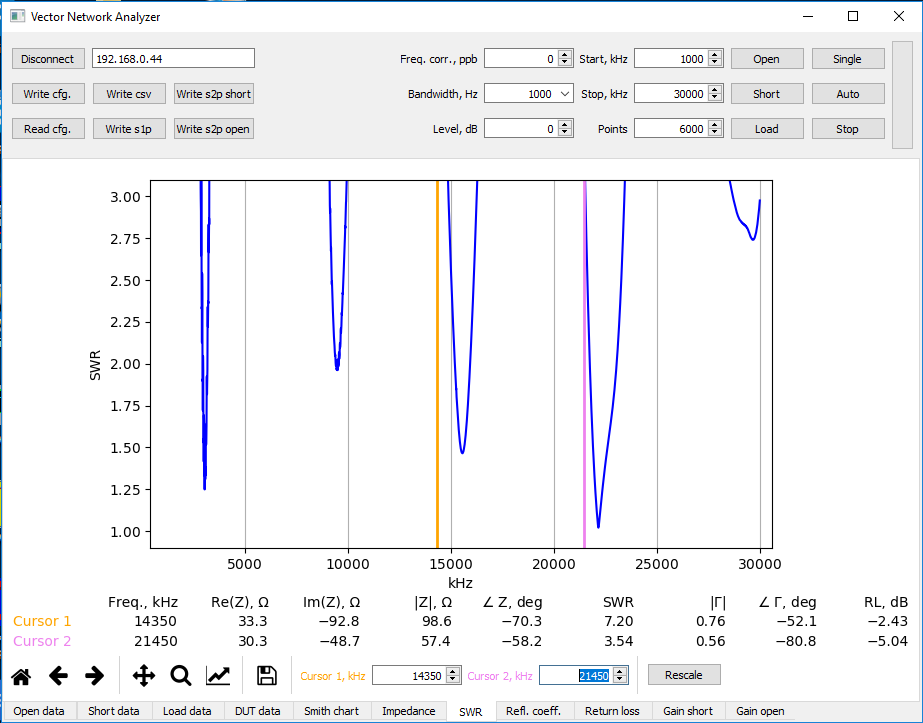 Vector Network Analyzer
Disconnect 192.168.0.44 Freq. corr., ppb 0 Start, kHz 1000 Open Single
Write cfg. Write csv Write s2p short Bandwidth, Hz 1000 Stop, kHz 30000 Short Auto
Read cfg. Write s1p Write s2p open Level, dB 0 Points 6000 Load Stop
3.00
2.75
2.50
2.25
2.00
1.75
1.50
1.25
1.00
SWR
5000 10000 15000 20000 25000 30000
kHz
Freq., kHz Re(Z), Ω Im(Z), Ω |Z|, Ω ∠ Z, deg SWR |Γ| ∠ Γ, deg RL, dB
Cursor 1 14350 33.3 −92.8 98.6 −70.3 7.20 0.76 −52.1 −2.43
Cursor 2 21450 30.3 −48.7 57.4 −58.2 3.54 0.56 −80.8 −5.04
Cursor 1, kHz 14350 Cursor 2, kHz 21450 Rescale
Open data Short data Load data DUT data Smith chart Impedance SWR Refl. coeff. Return loss Gain short Gain open